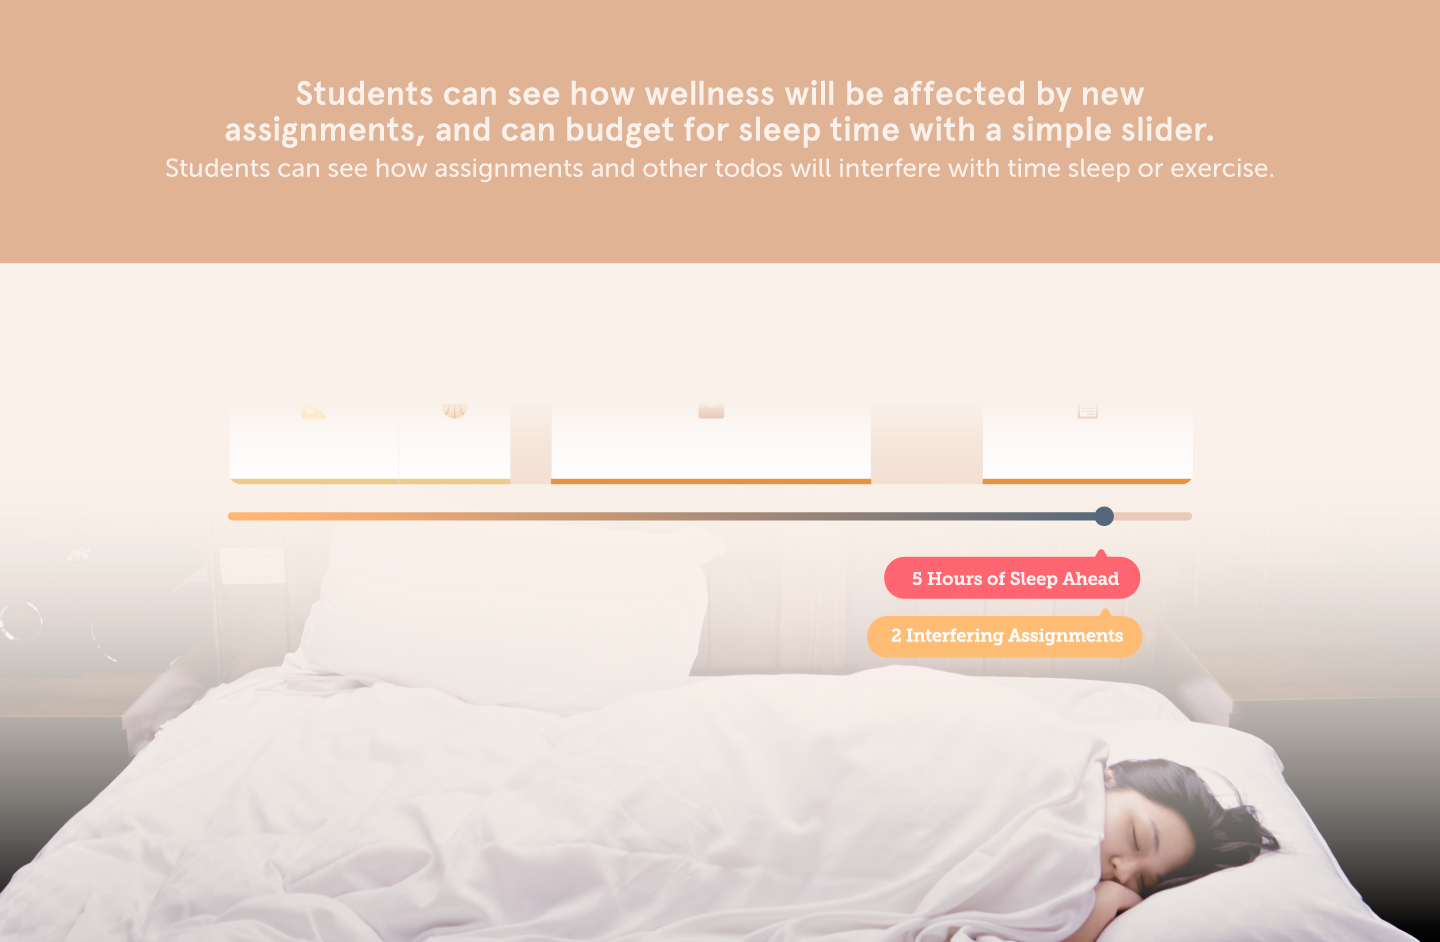 Students can see how wellness will be affected by new
assignments, and can budget for sleep time with a simple slider.
Students can see how assignments and other todos will interfere with time sleep or exercise.
5 Hours of Sleep Ahead
2 Interfering Assignments